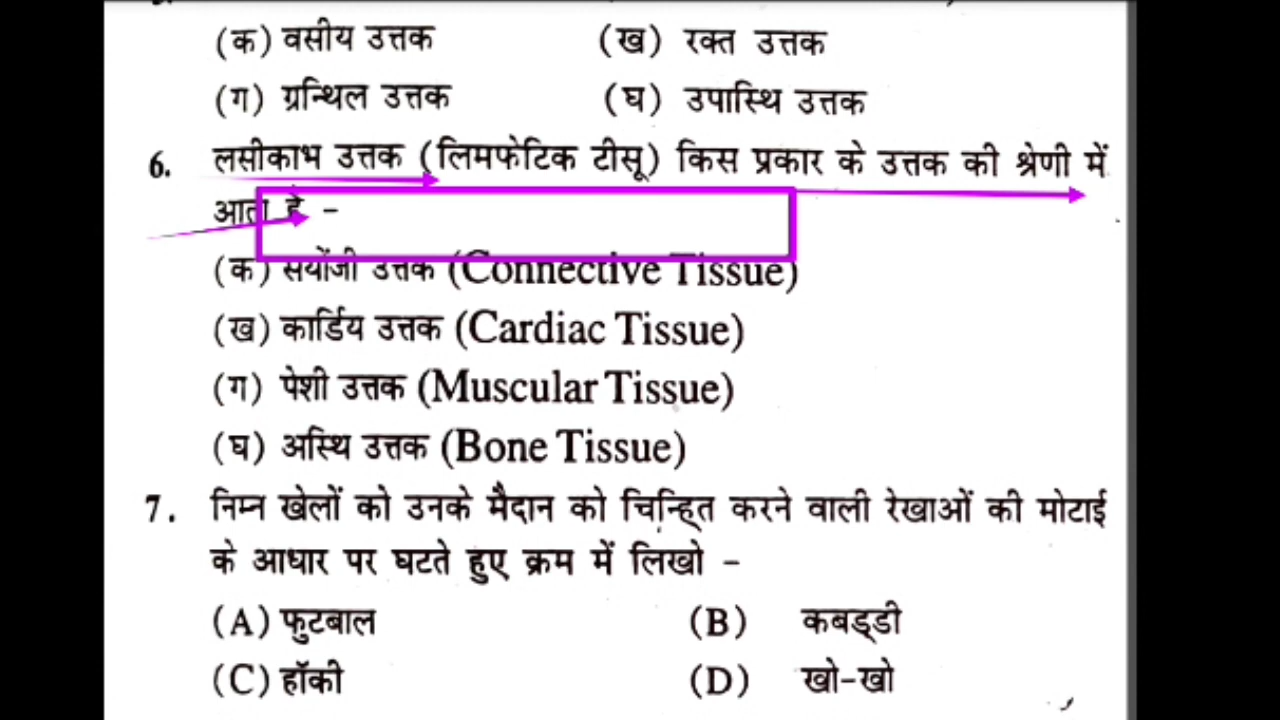 (क) वसीय उत्तक (ख) रक्त उत्तक
(ग) ग्रन्थिल उत्तक (घ) उपास्थि उत्तक
6. लसीकाभ उत्तक (लिमफेटिक टीसू) किस प्रकार के उत्तक की श्रेणी में
आता है –
(क) संयोंजी उत्तक (Connective Tissue)
(ख) कार्डिय उत्तक (Cardiac Tissue)
(ग) पेशी उत्तक (Muscular Tissue)
(घ) अस्थि उत्तक (Bone Tissue)
7. निम्न खेलों को उनके मैदान को चिन्हित करने वाली रेखाओं की मोटाई
के आधार पर घटते हुए क्रम में लिखो –
(A) फुटबाल (B) कबड्डी
(C) हॉकी (D) खो-खो